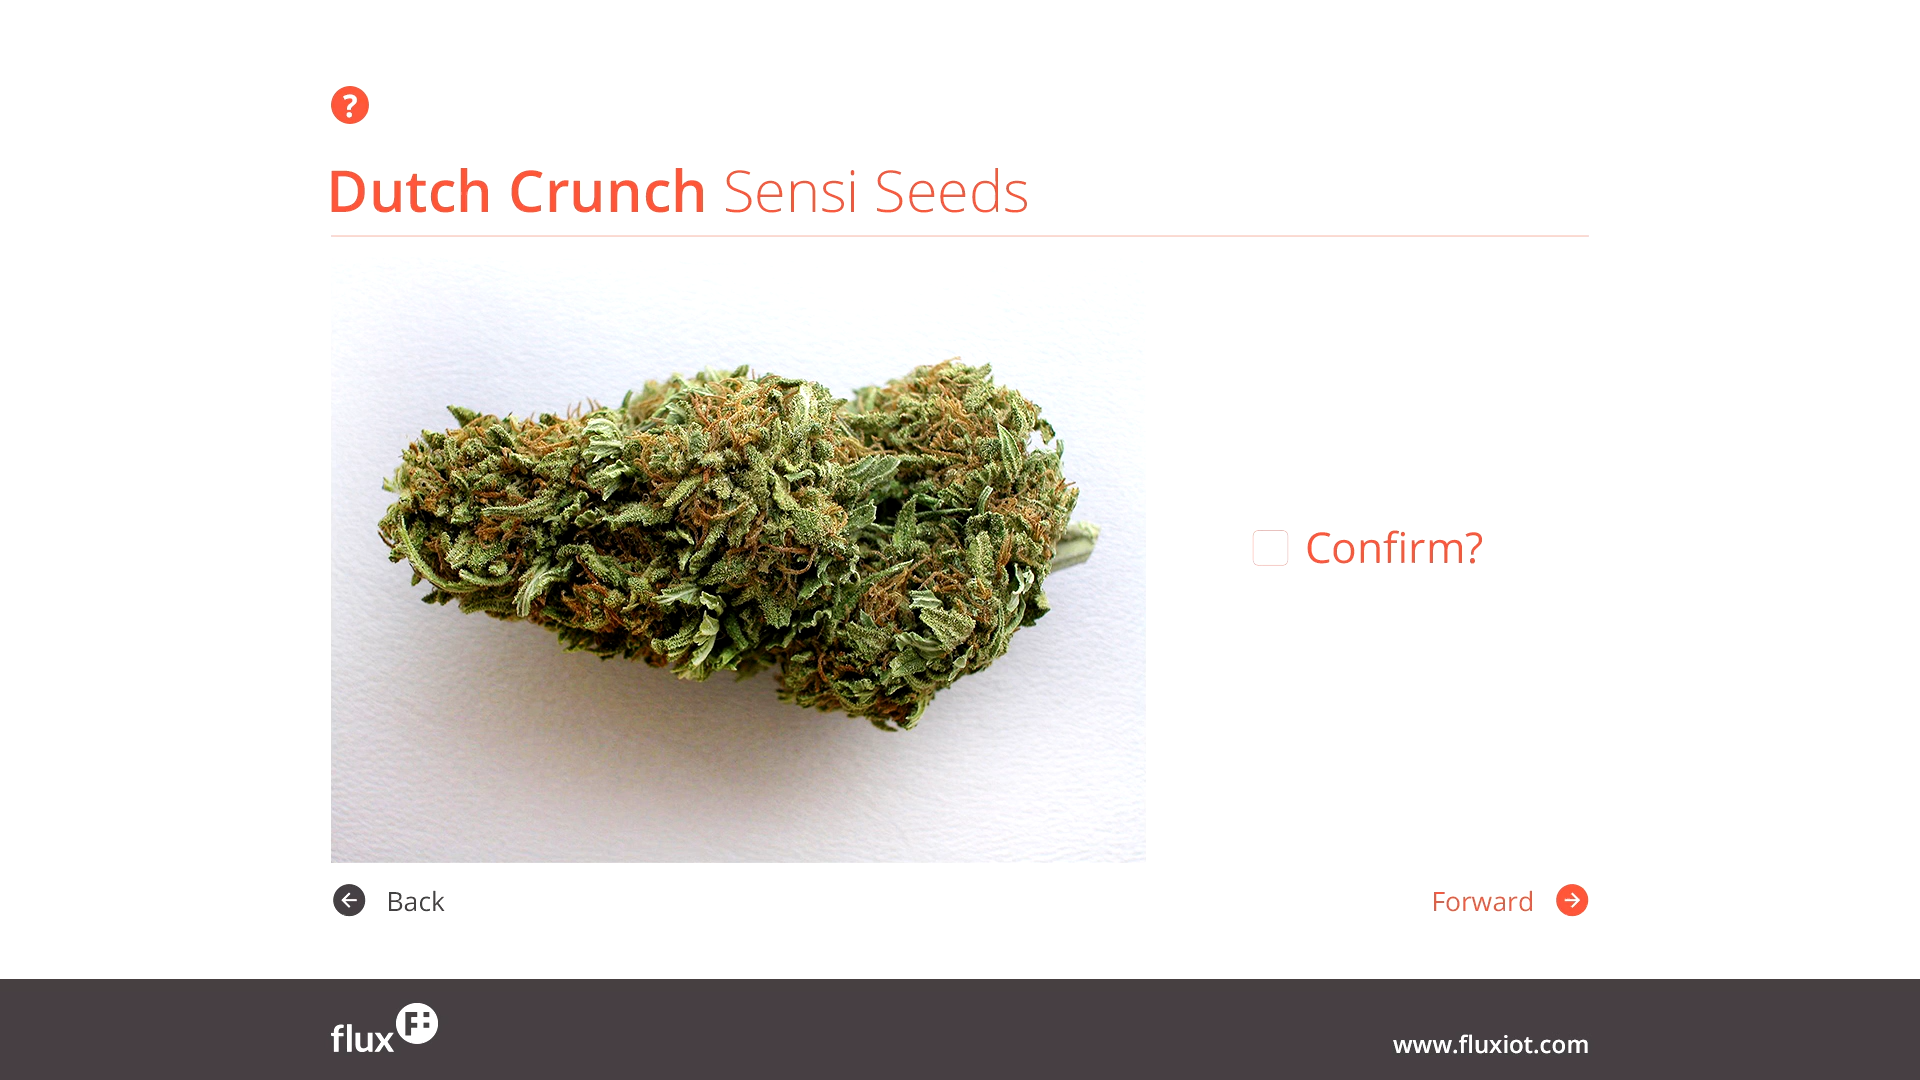 ?
Dutch Crunch Sensi Seeds
Confirm?
Back
Forward
flux F
www.fluxiot.com